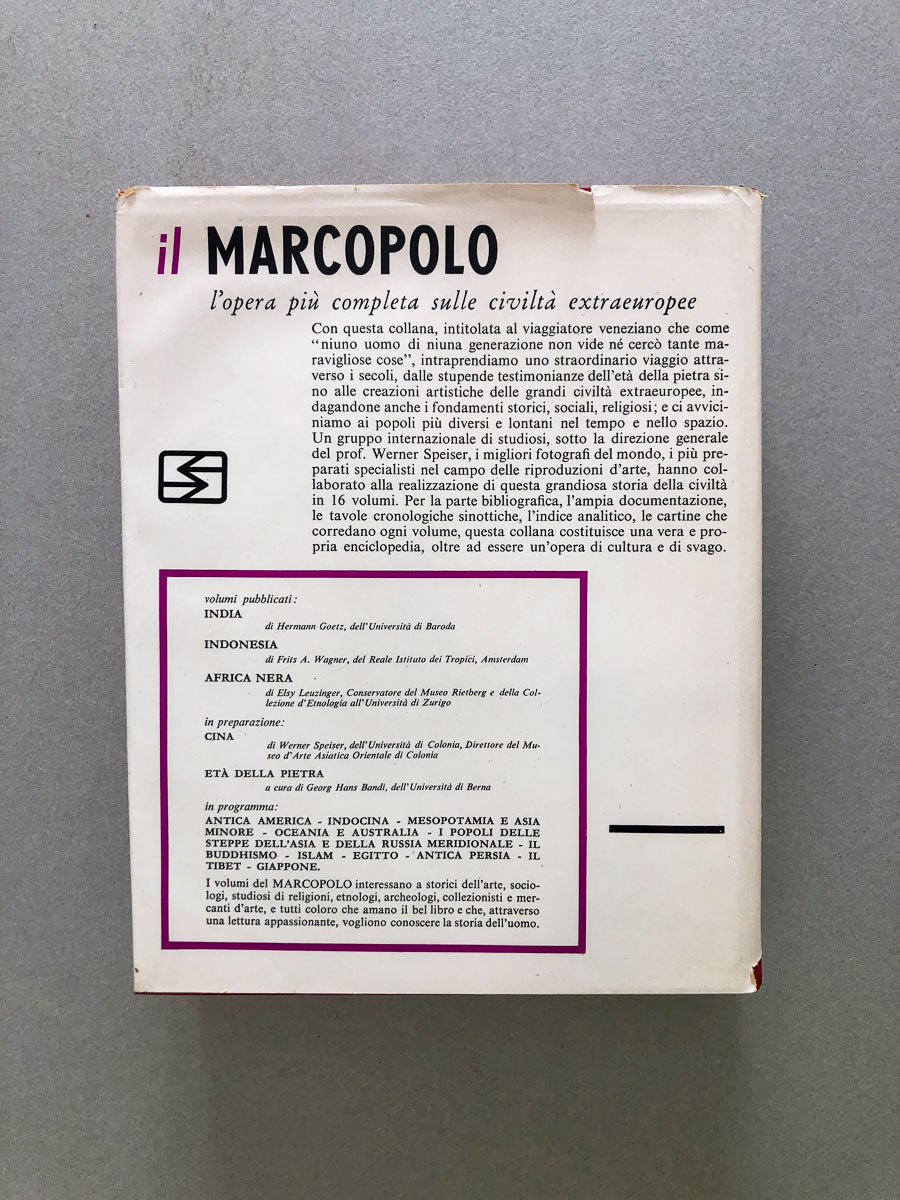 il MARCOPOLO
l'opera più completa sulle civiltà extraeuropee
Con questa collana, intitolata al viaggiatore veneziano che come
“niuno uomo di niuna generazione non vide né cercò tante ma-
ravigliose cose”, intraprendiamo uno straordinario viaggio attra-
verso i secoli, dalle stupende testimonianze dell'età della pietra si-
no alle creazioni artistiche delle grandi civiltà extraeuropee, in-
dagandone anche i fondamenti storici, sociali, religiosi; e ci avvici-
niamo ai popoli più diversi e lontani nel tempo e nello spazio.
Un gruppo internazionale di studiosi, sotto la direzione generale
del prof. Werner Speiser, i migliori fotografi del mondo, i più pre-
parati specialisti nel campo delle riproduzioni d'arte, hanno col-
laborato alla realizzazione di questa grandiosa storia della civiltà
in 16 volumi. Per la parte bibliografica, l'ampia documentazione,
le tavole cronologiche sinottiche, l'indice analitico, le cartine che
corredano ogni volume, questa collana costituisce una vera e pro-
pria enciclopedia, oltre ad essere un'opera di cultura e di svago.
volumi pubblicati:
INDIA
di Hermann Goetz, dell'Università di Baroda
INDONESIA
di Frits A. Wagner, del Reale Istituto dei Tropici, Amsterdam
AFRICA NERA
di Elsy Leuzinger, Conservatore del Museo Rietberg e della Col-
lezione d'Etnologia all'Università di Zurigo
in preparazione:
CINA
di Werner Speiser, dell'Università di Colonia, Direttore del Mu-
seo d'Arte Asiatica Orientale di Colonia
ETÀ DELLA PIETRA
a cura di Georg Hans Bandi, dell'Università di Berna
in programma:
ANTICA AMERICA - INDOCINA - MESOPOTAMIA E ASIA
MINORE - OCEANIA E AUSTRALIA - I POPOLI DELLE
STEPPE DELL'ASIA E DELLA RUSSIA MERIDIONALE - IL
BUDDHISMO - ISLAM - EGITTO - ANTICA PERSIA - IL
TIBET - GIAPPONE.
I volumi del MARCOPOLO interessano a storici dell'arte, socio-
logi, studiosi di religioni, etnologi, archeologi, collezionisti e mer-
canti d'arte, e tutti coloro che amano il bel libro e che, attraverso
una lettura appassionante, vogliono conoscere la storia dell'uomo.